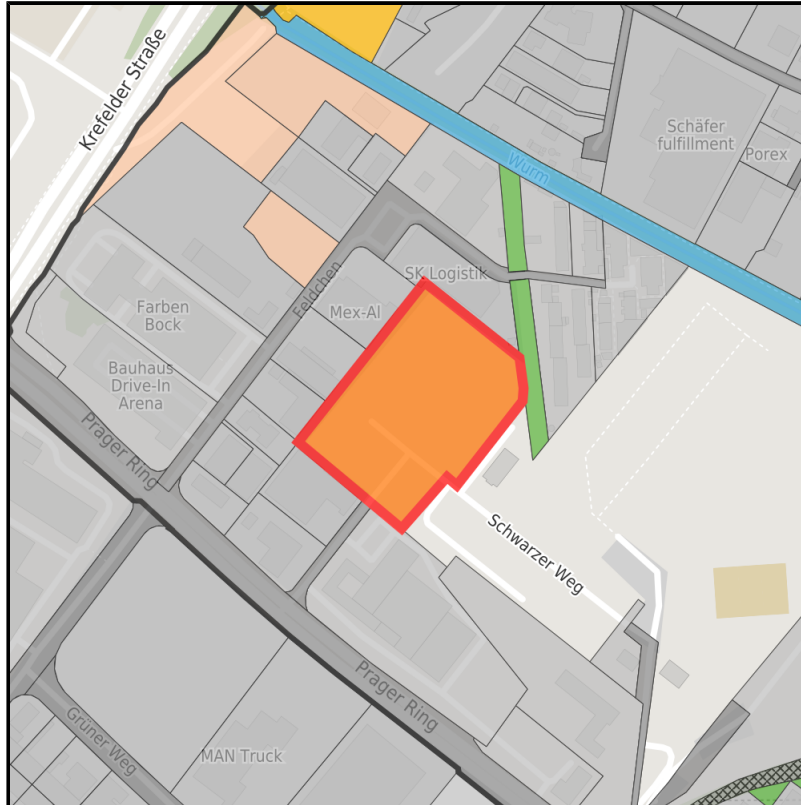 Krefelder Straße
Schäfer
fulfillment
Porex
Wurm
SK Logistik
Feldchen
Mex-Al
Farben
Bock
Bauhaus
Drive-In
Arena
Prager Ring
Schwarzer Weg
Prager Ring
Grüner Weg
MAN Truck